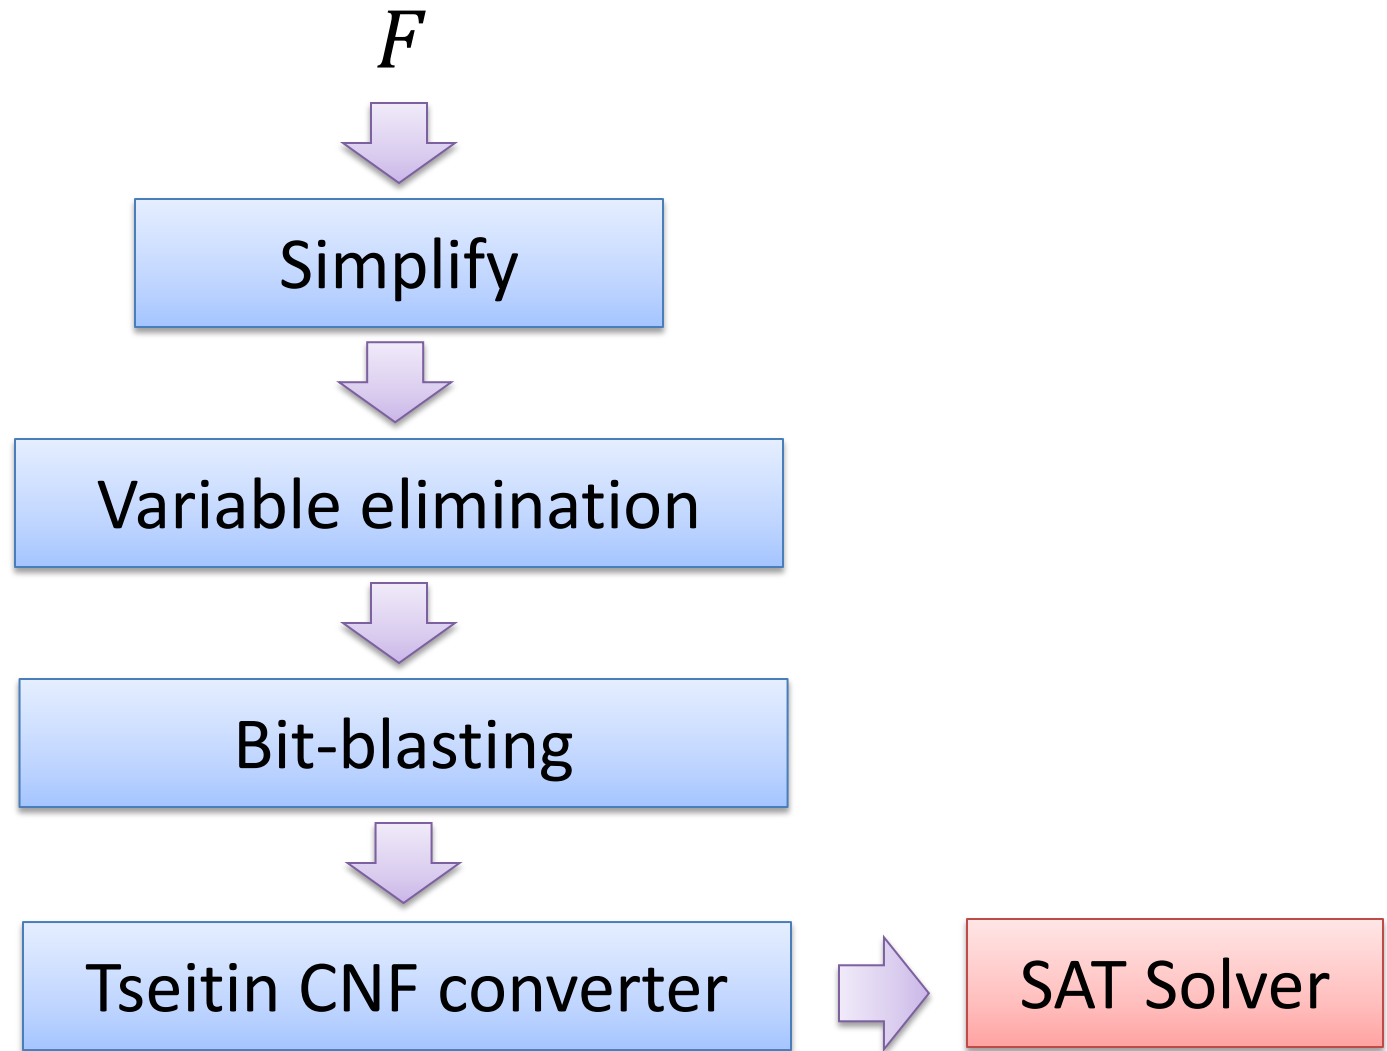 F
Simplify
Variable elimination
Bit-blasting
Tseitin CNF converter
SAT Solver